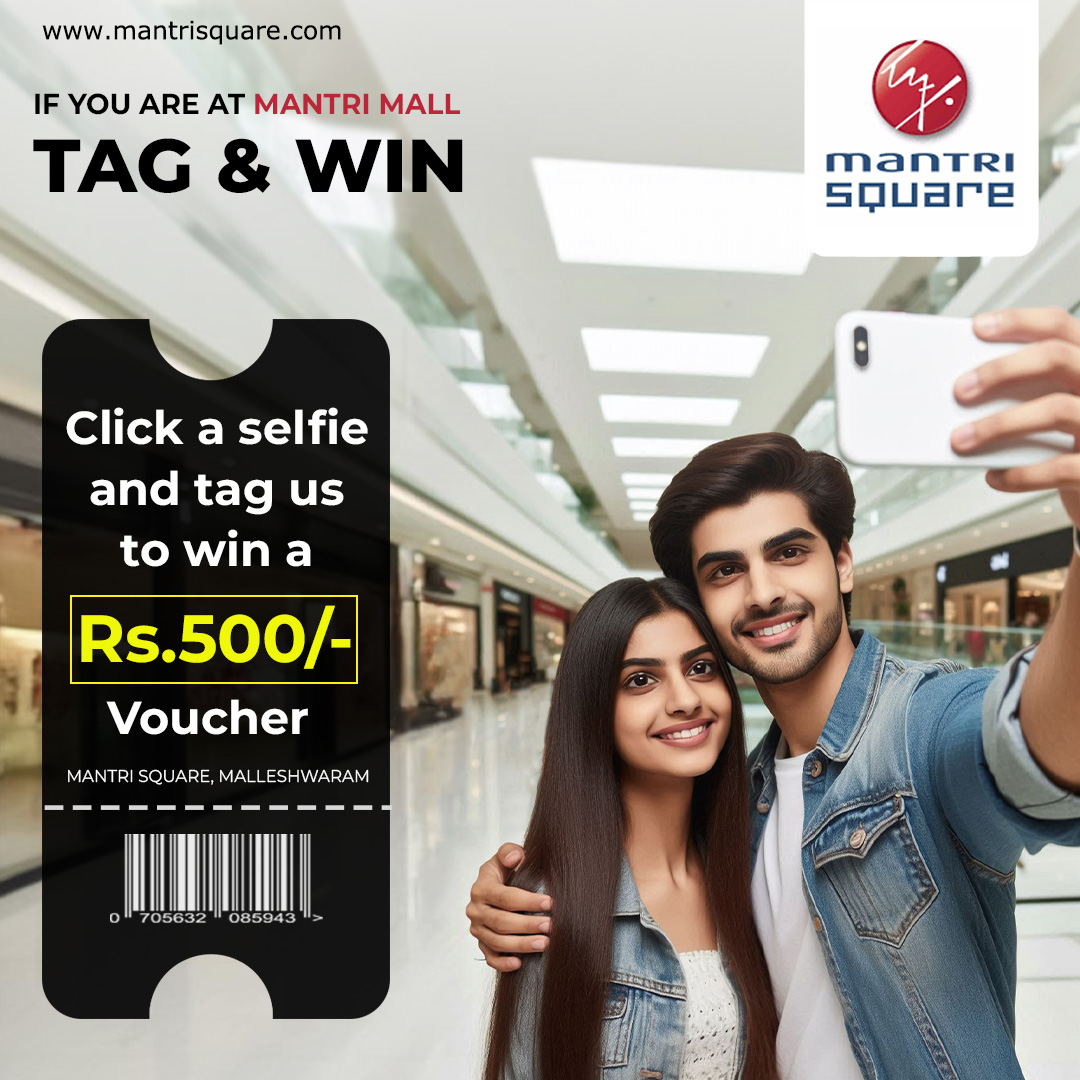 www.mantrisquare.com
IF YOU ARE AT MANTRI MALL
TAG & WIN
mantri
square
Click a selfie
and tag us
to win a
Rs.500/-
Voucher
MANTRI SQUARE, MALLESHWARAM
0 705632 085943 >